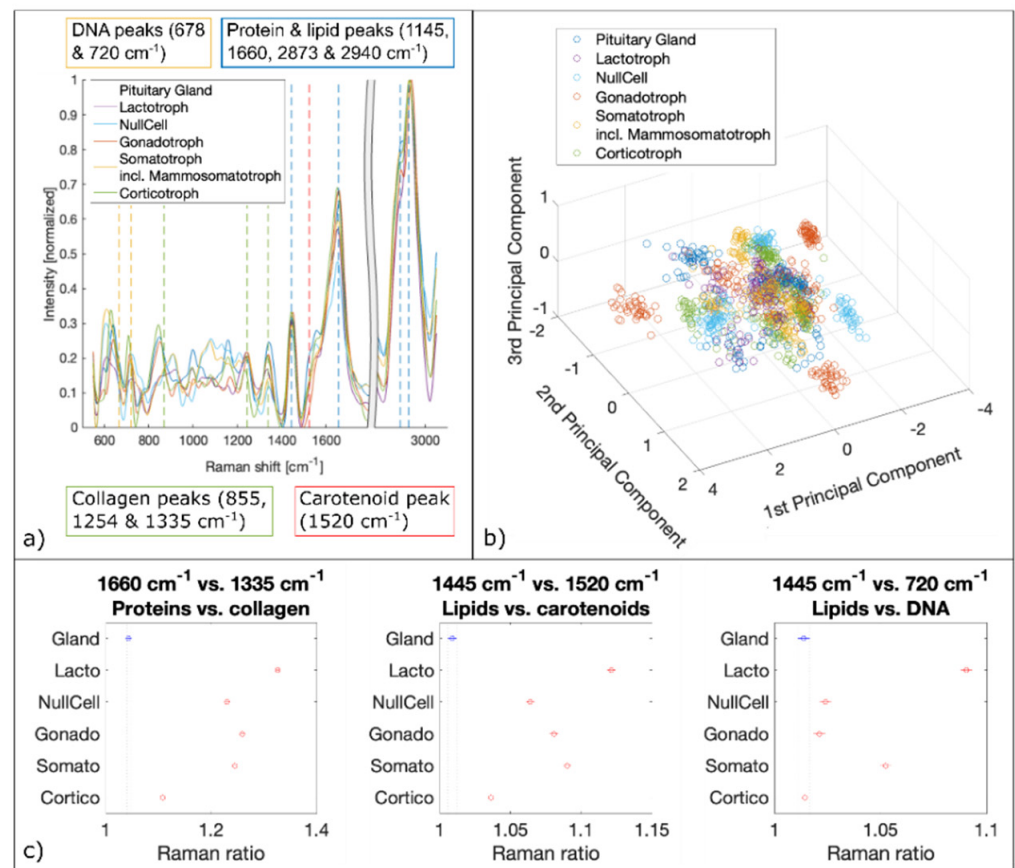 DNA peaks (678
& 720 cm-1)
Protein & lipid peaks (1145,
1660, 2873 & 2940 cm-1)
Pituitary Gland
Lactotroph
NullCell
Gonadotroph
Somatotroph
incl. Mammosomatotroph
Corticotroph
1
0.9
0.8
0.7
0.6
0.5
0.4
0.3
0.2
0.1
0
Intensity [normalized]
600 800 1000 1200 1400 1600 3000
Raman shift [cm-1]
Collagen peaks (855,
1254 & 1335 cm-1)
Carotenoid peak
(1520 cm-1)
a)
Pituitary Gland
Lactotroph
NullCell
Gonadotroph
Somatotroph
incl. Mammosomatotroph
Corticotroph
3rd Principal Component
1
0
-1
-2
-1
0
1
2
2nd Principal Component
4
2
0
-2
-4
1st Principal Component
b)
1660 cm-1 vs. 1335 cm-1
Proteins vs. collagen
Gland
Lacto
NullCell
Gonado
Somato
Cortico
1 1.2 1.4
Raman ratio
1445 cm-1 vs. 1520 cm-1
Lipids vs. carotenoids
Gland
Lacto
NullCell
Gonado
Somato
Cortico
1 1.05 1.1 1.15
Raman ratio
1445 cm-1 vs. 720 cm-1
Lipids vs. DNA
Gland
Lacto
NullCell
Gonado
Somato
Cortico
1 1.05 1.1
Raman ratio
c)